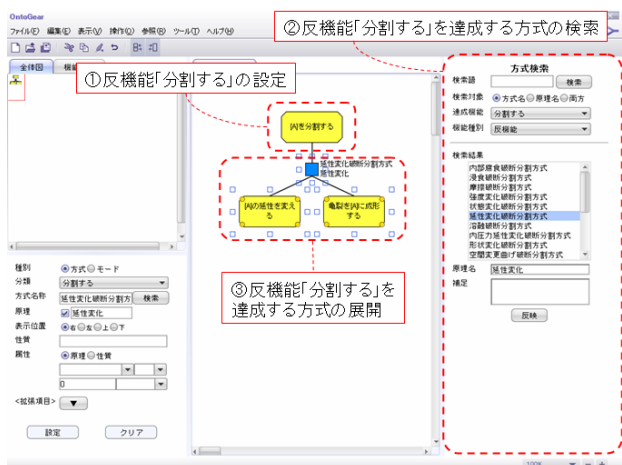 OntoGear
②反機能「分割する」を達成する方式の検索
ファイル(F) 編集(E) 表示(V) 操作(O) 参照(R) ツール(T) ヘルプ(H)
全体図
①反機能「分割する」の設定
方式検索
検索語 検索
検索対象 方式名 原理名 両方
達成機能 分割する
機能種別 反機能
検索結果
内部腐食破断分割方式
浸食破断分割方式
摩擦破断分割方式
強度変化破断分割方式
状態変化破断分割方式
延性変化破断分割方式
溶融破断分割方式
内圧力延性変化破断分割方式
形状変化破断分割方式
空間変更曲げ破断分割方式
原理名 延性変化
補足
反映
[A]を分割する
延性変化破断分割方式
延性変化
[A]の延性を変え
る
亀裂を[A]に成形
する
③反機能「分割する」を
達成する方式の展開
種別 方式 モード
分類 分割する
方式名称 延性変化破断分割方 検索
原理 延性変化
表示位置 右 左 上 下
性質
属性 原理 性質
0
<拡張項目>
設定 クリア
100%